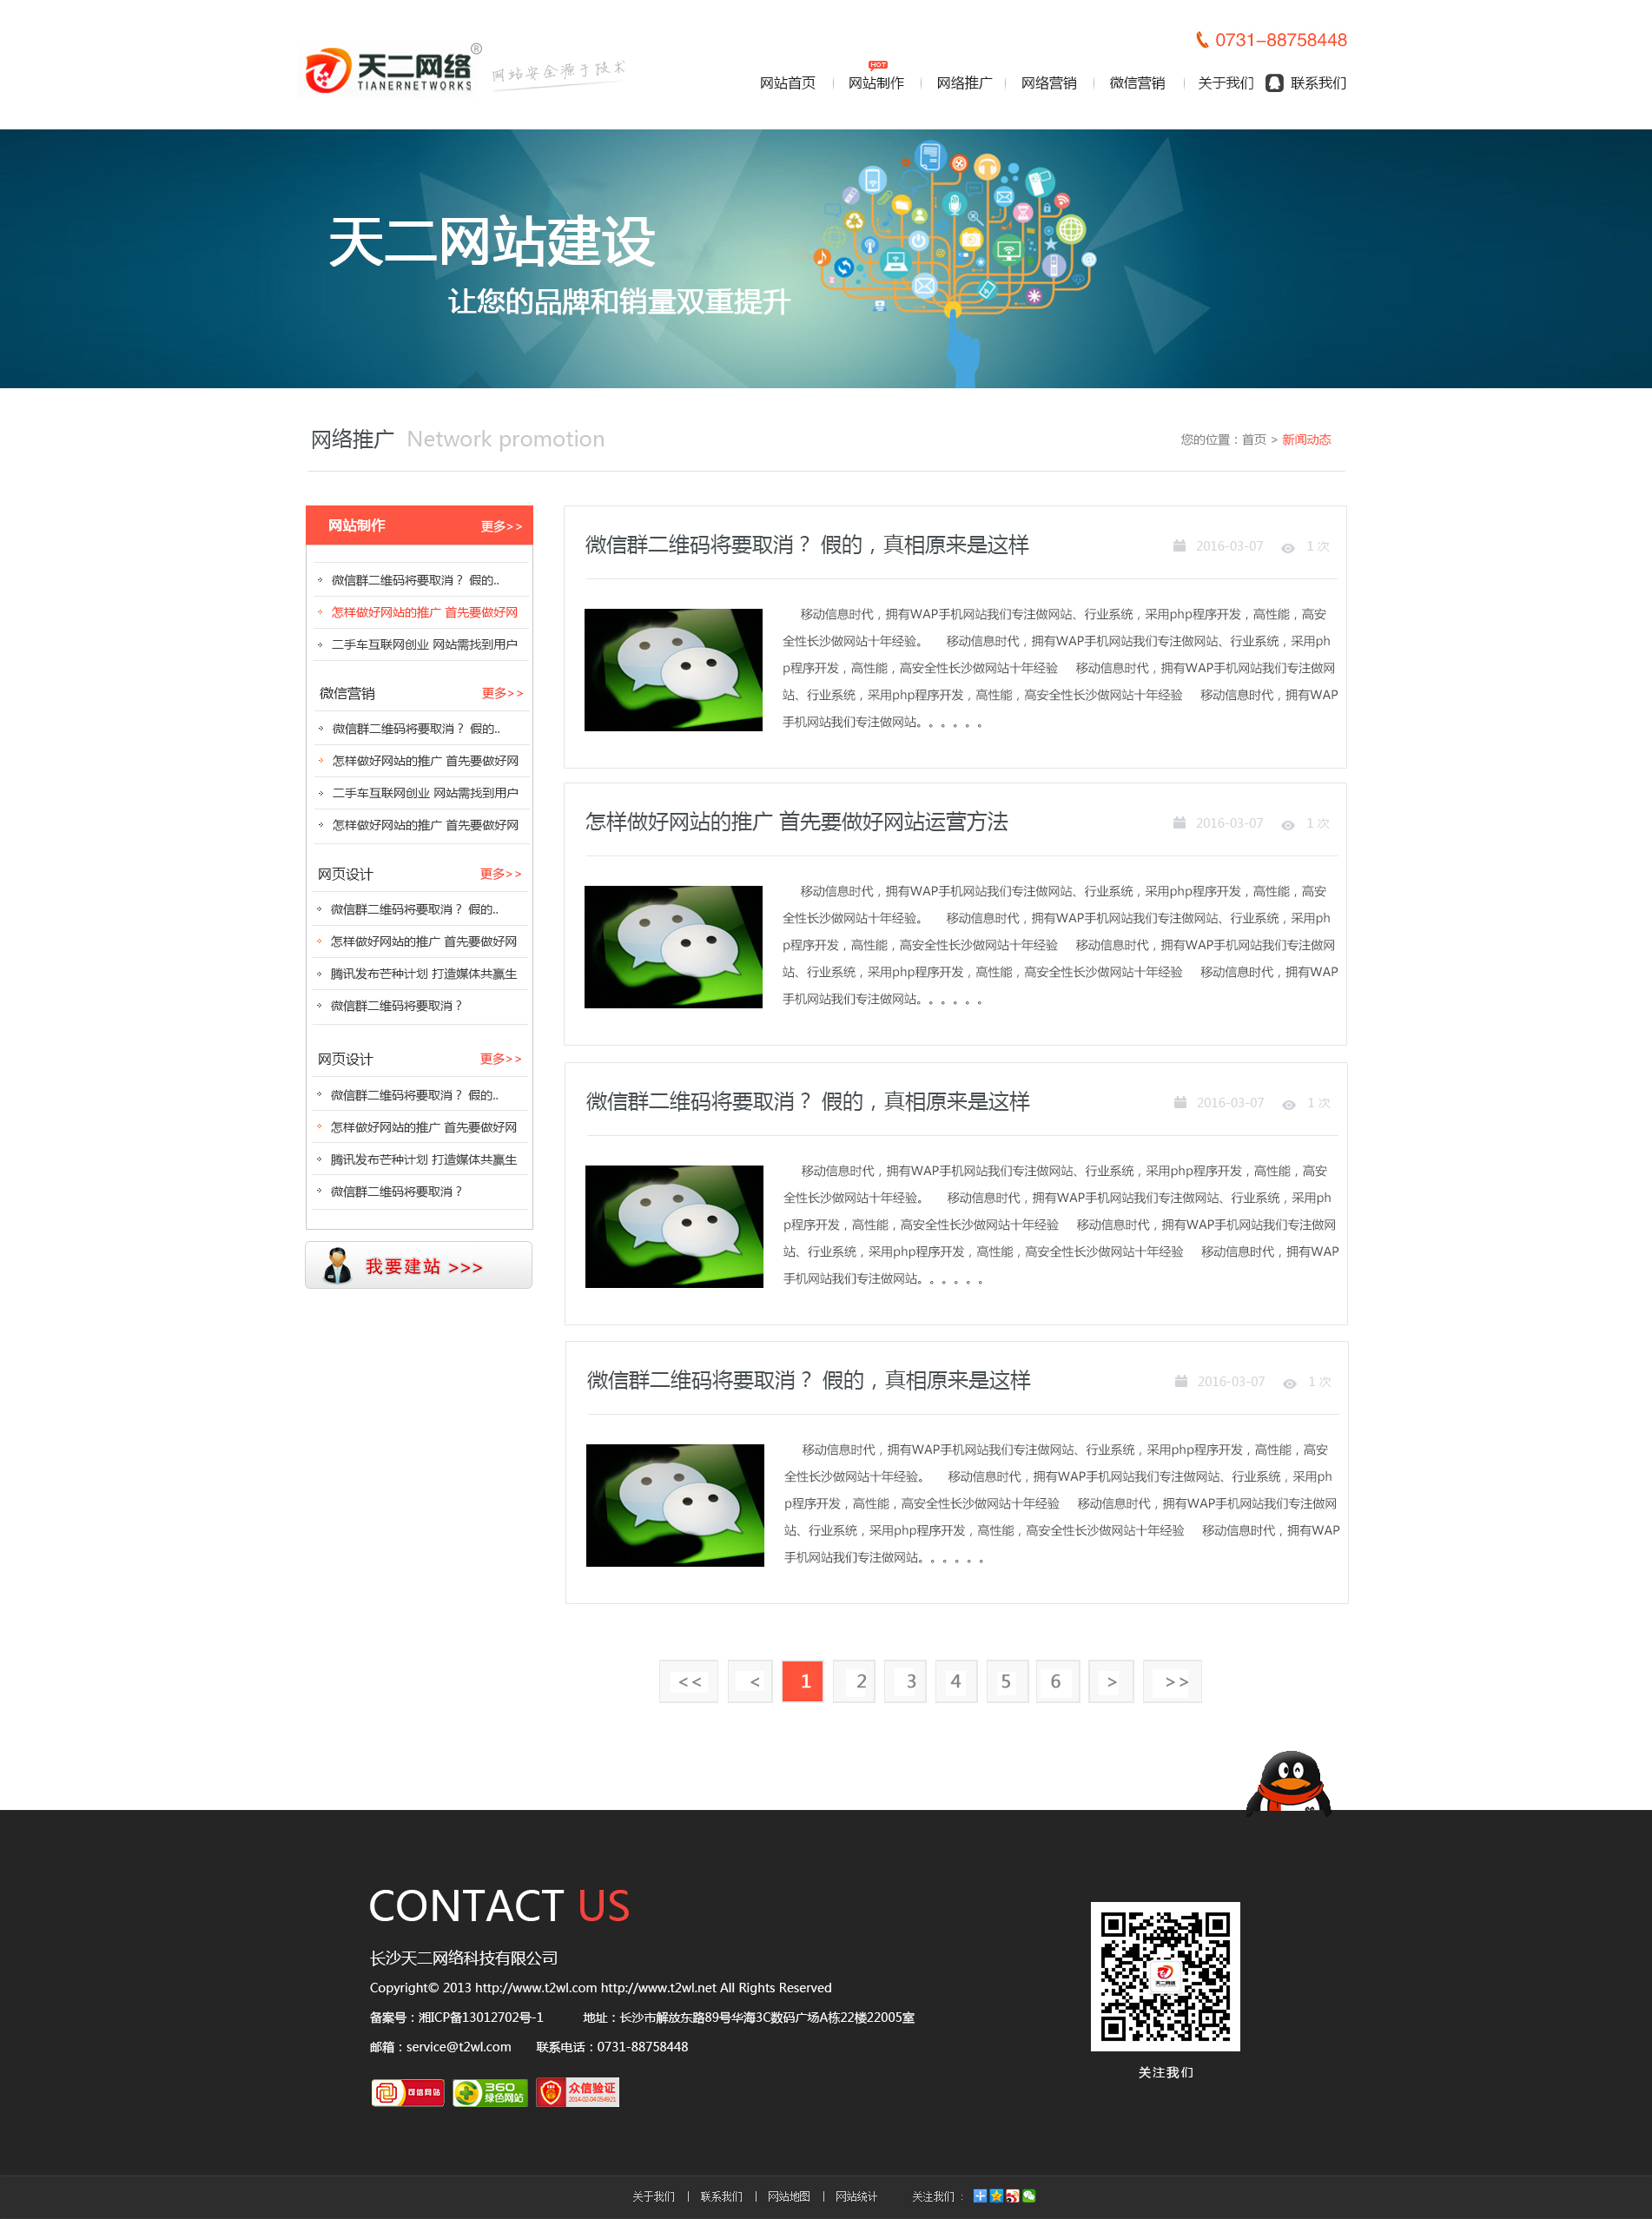 0731-88758448
天二网络®
TIANERNETWORKS
网站安全源于技术
HOT
网站首页 网站制作 网络推广 网络营销 微信营销 关于我们 联系我们
天二网站建设
让您的品牌和销量双重提升
网络推广 Network promotion
您的位置：首页 > 新闻动态
网站制作 更多>>
微信群二维码将要取消？ 假的..
怎样做好网站的推广 首先要做好网
二手车互联网创业 网站需找到用户
微信营销 更多>>
微信群二维码将要取消？ 假的..
怎样做好网站的推广 首先要做好网
二手车互联网创业 网站需找到用户
怎样做好网站的推广 首先要做好网
网页设计 更多>>
微信群二维码将要取消？ 假的..
怎样做好网站的推广 首先要做好网
腾讯发布芒种计划 打造媒体共赢生
微信群二维码将要取消？
网页设计 更多>>
微信群二维码将要取消？ 假的..
怎样做好网站的推广 首先要做好网
腾讯发布芒种计划 打造媒体共赢生
微信群二维码将要取消？
我要建站 >>>
微信群二维码将要取消？ 假的，真相原来是这样 2016-03-07 1 次
移动信息时代，拥有WAP手机网站我们专注做网站、行业系统，采用php程序开发，高性能，高安
全性长沙做网站十年经验。 移动信息时代，拥有WAP手机网站我们专注做网站、行业系统，采用ph
p程序开发，高性能，高安全性长沙做网站十年经验 移动信息时代，拥有WAP手机网站我们专注做网
站、行业系统，采用php程序开发，高性能，高安全性长沙做网站十年经验 移动信息时代，拥有WAP
手机网站我们专注做网站。。。。。。
怎样做好网站的推广 首先要做好网站运营方法 2016-03-07 1 次
移动信息时代，拥有WAP手机网站我们专注做网站、行业系统，采用php程序开发，高性能，高安
全性长沙做网站十年经验。 移动信息时代，拥有WAP手机网站我们专注做网站、行业系统，采用ph
p程序开发，高性能，高安全性长沙做网站十年经验 移动信息时代，拥有WAP手机网站我们专注做网
站、行业系统，采用php程序开发，高性能，高安全性长沙做网站十年经验 移动信息时代，拥有WAP
手机网站我们专注做网站。。。。。。
微信群二维码将要取消？ 假的，真相原来是这样 2016-03-07 1 次
移动信息时代，拥有WAP手机网站我们专注做网站、行业系统，采用php程序开发，高性能，高安
全性长沙做网站十年经验。 移动信息时代，拥有WAP手机网站我们专注做网站、行业系统，采用ph
p程序开发，高性能，高安全性长沙做网站十年经验 移动信息时代，拥有WAP手机网站我们专注做网
站、行业系统，采用php程序开发，高性能，高安全性长沙做网站十年经验 移动信息时代，拥有WAP
手机网站我们专注做网站。。。。。。
微信群二维码将要取消？ 假的，真相原来是这样 2016-03-07 1 次
移动信息时代，拥有WAP手机网站我们专注做网站、行业系统，采用php程序开发，高性能，高安
全性长沙做网站十年经验。 移动信息时代，拥有WAP手机网站我们专注做网站、行业系统，采用ph
p程序开发，高性能，高安全性长沙做网站十年经验 移动信息时代，拥有WAP手机网站我们专注做网
站、行业系统，采用php程序开发，高性能，高安全性长沙做网站十年经验 移动信息时代，拥有WAP
手机网站我们专注做网站。。。。。。
<< < 1 2 3 4 5 6 > >>
CONTACT US
长沙天二网络科技有限公司
Copyright© 2013 http://www.t2wl.com http://www.t2wl.net All Rights Reserved
备案号：湘ICP备13012702号-1 地址：长沙市解放东路89号华海3C数码广场A栋22楼22005室
邮箱：service@t2wl.com 联系电话：0731-88758448
可信网站
360
绿色网站
众信验证
天二网络
关注我们
关于我们 | 联系我们 | 网站地图 | 网站统计 关注我们：